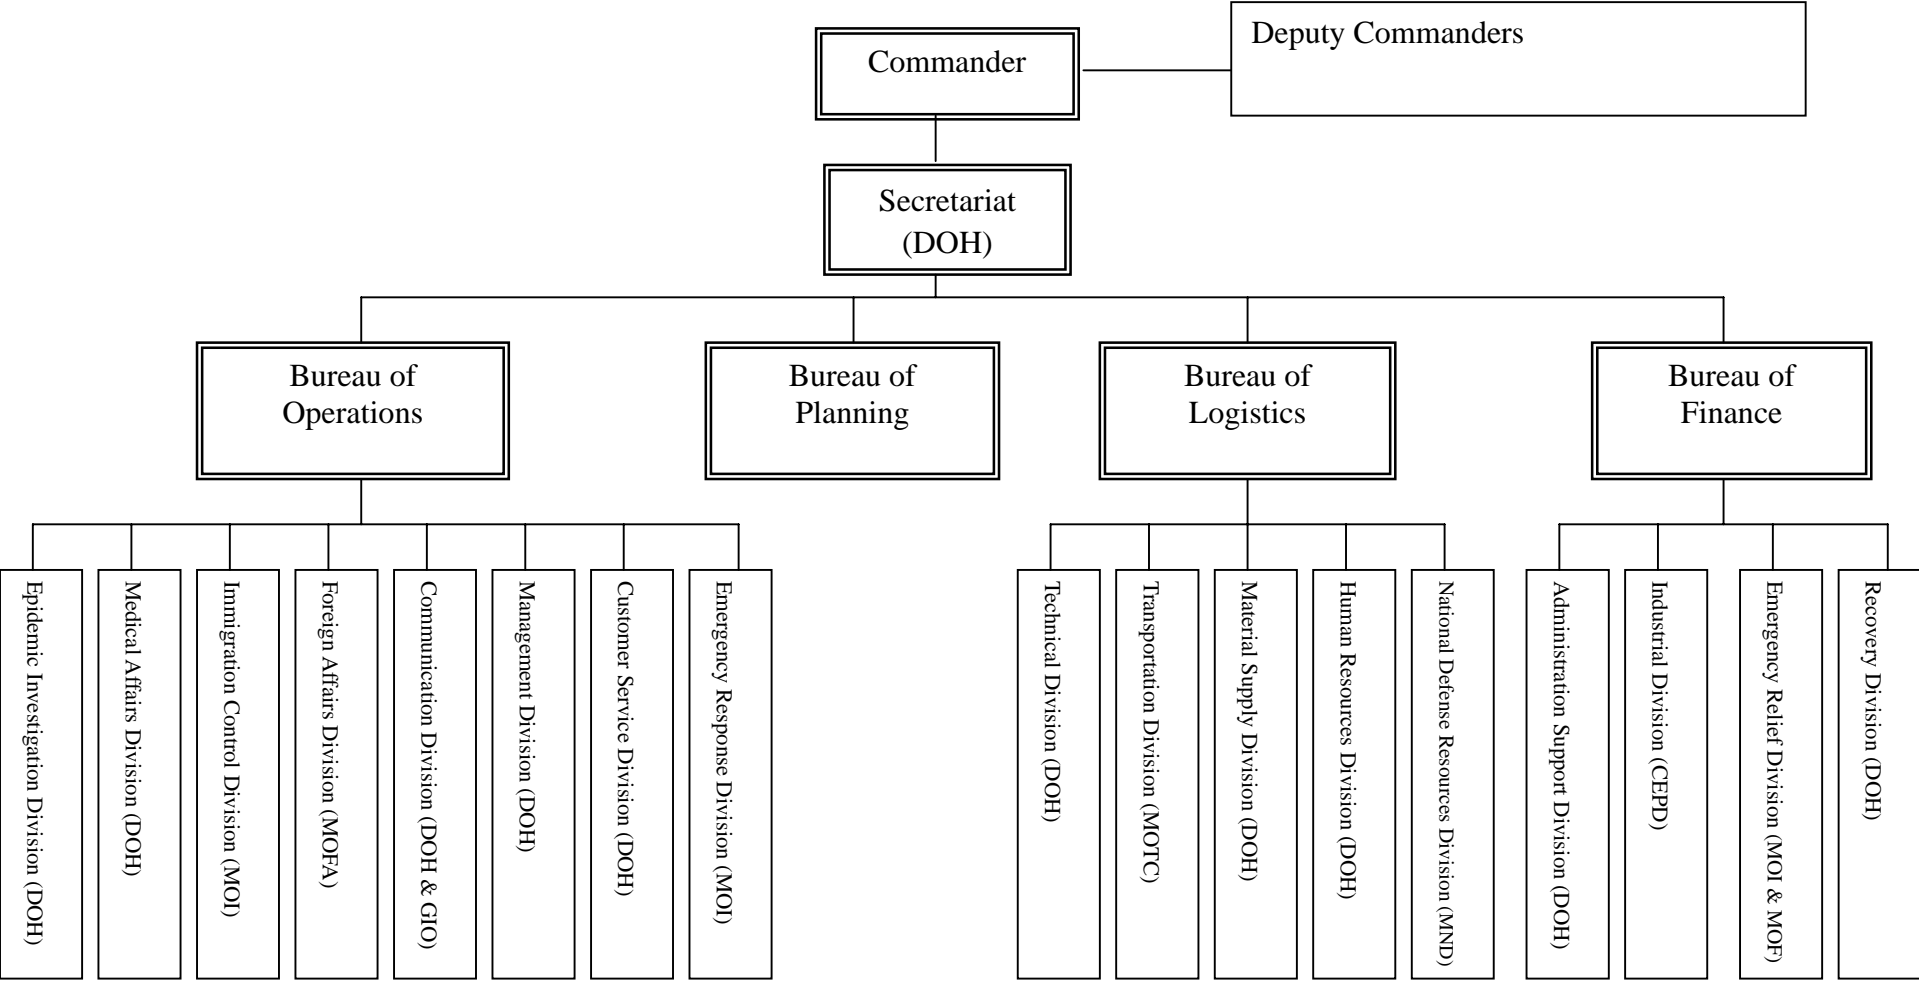 Commander
Deputy Commanders
Secretariat
(DOH)
Bureau of
Operations
Bureau of
Planning
Bureau of
Logistics
Bureau of
Finance
Epidemic Investigation Division (DOH)
Medical Affairs Division (DOH)
Immigration Control Division (MOI)
Foreign Affairs Division (MOFA)
Communication Division (DOH & GIO)
Management Division (DOH)
Customer Service Division (DOH)
Emergency Response Division (MOI)
Technical Division (DOH)
Transportation Division (MOTC)
Material Supply Division (DOH)
Human Resources Division (DOH)
National Defense Resources Division (MND)
Administration Support Division (DOH)
Industrial Division (CEPD)
Emergency Relief Division (MOI & MOF)
Recovery Division (DOH)